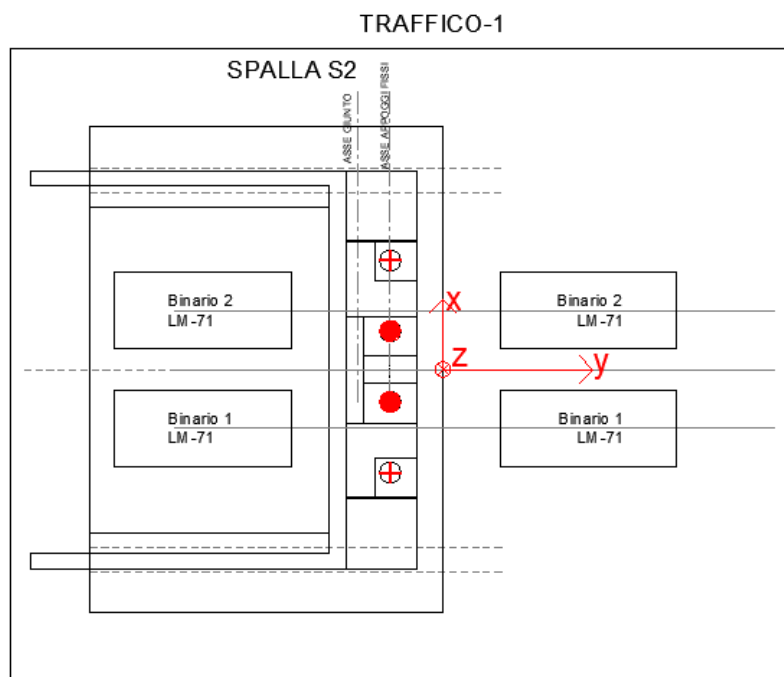 TRAFFICO-1
SPALLA S2
ASSE GIUNTO
ASSE APPOGGI FISSI
Binario 2
LM-71
Binario 2
LM-71
x
z
y
Binario 1
LM-71
Binario 1
LM-71